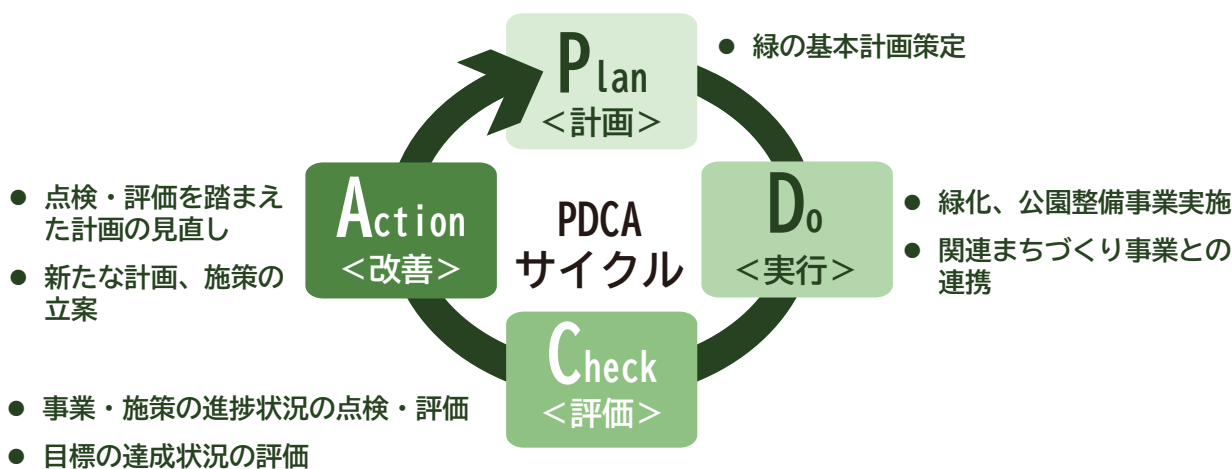 Plan
<計画>
● 緑の基本計画策定
Do
<実行>
● 緑化、公園整備事業実施
● 関連まちづくり事業との
連携
Check
<評価>
● 事業・施策の進捗状況の点検・評価
● 目標の達成状況の評価
Action
<改善>
● 点検・評価を踏まえ
た計画の見直し
● 新たな計画、施策の
立案
PDCA
サイクル